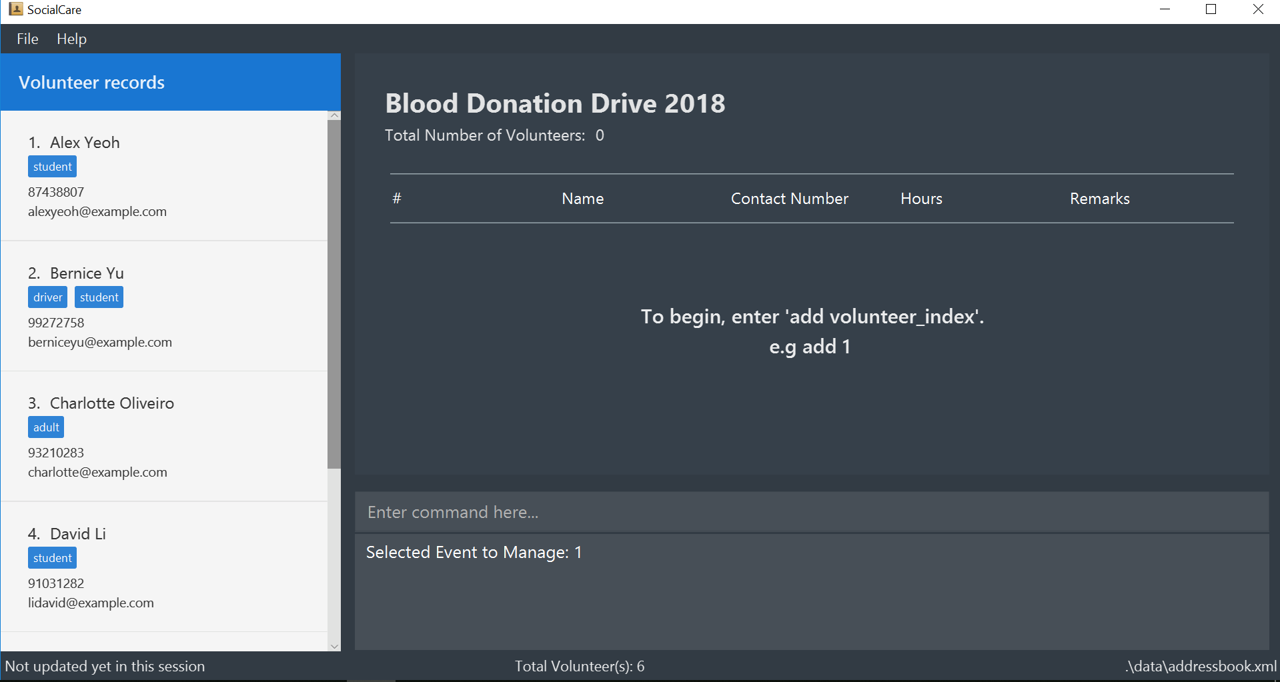 SocialCare
File Help
Volunteer records
1. Alex Yeoh
student
87438807
alexyeoh@example.com
2. Bernice Yu
driver student
99272758
berniceyu@example.com
3. Charlotte Oliveiro
adult
93210283
charlotte@example.com
4. David Li
student
91031282
lidavid@example.com
Blood Donation Drive 2018
Total Number of Volunteers: 0
# Name Contact Number Hours Remarks
To begin, enter 'add volunteer_index'.
e.g add 1
Enter command here...
Selected Event to Manage: 1
Not updated yet in this session Total Volunteer(s): 6 .\data\addressbook.xml